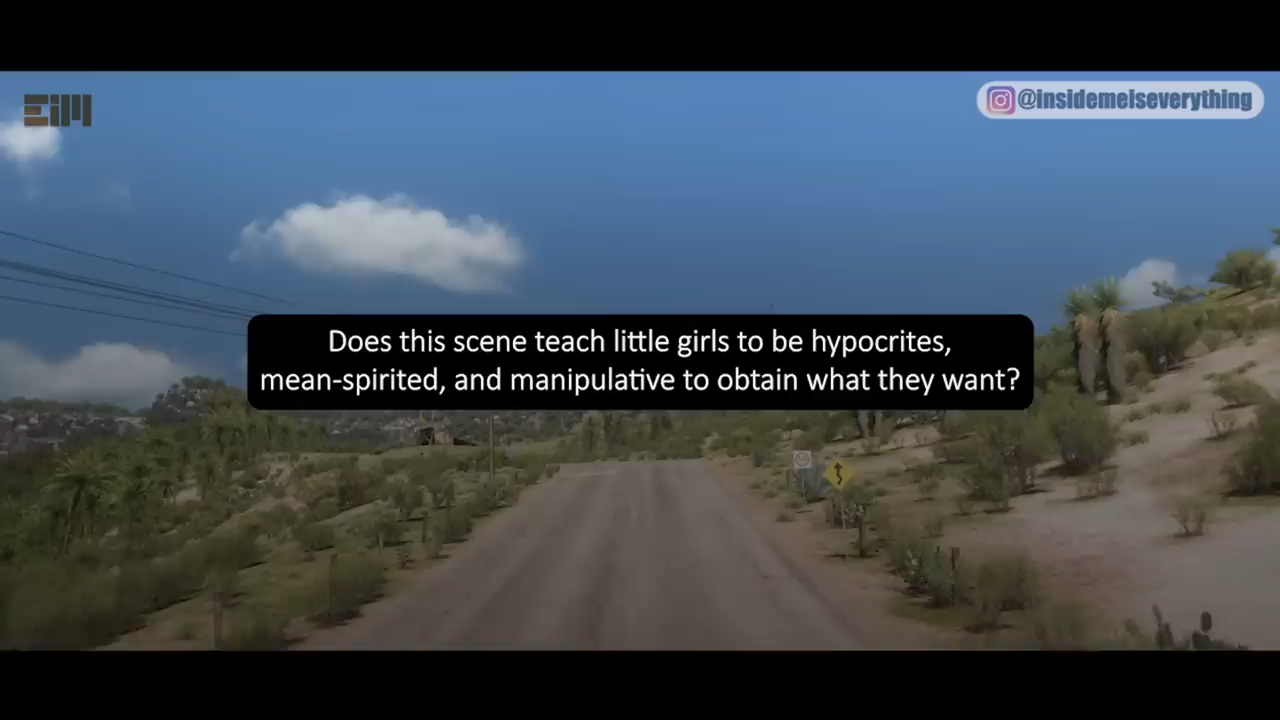 EiM
@insidemeiseverything
Does this scene teach little girls to be hypocrites,
mean-spirited, and manipulative to obtain what they want?